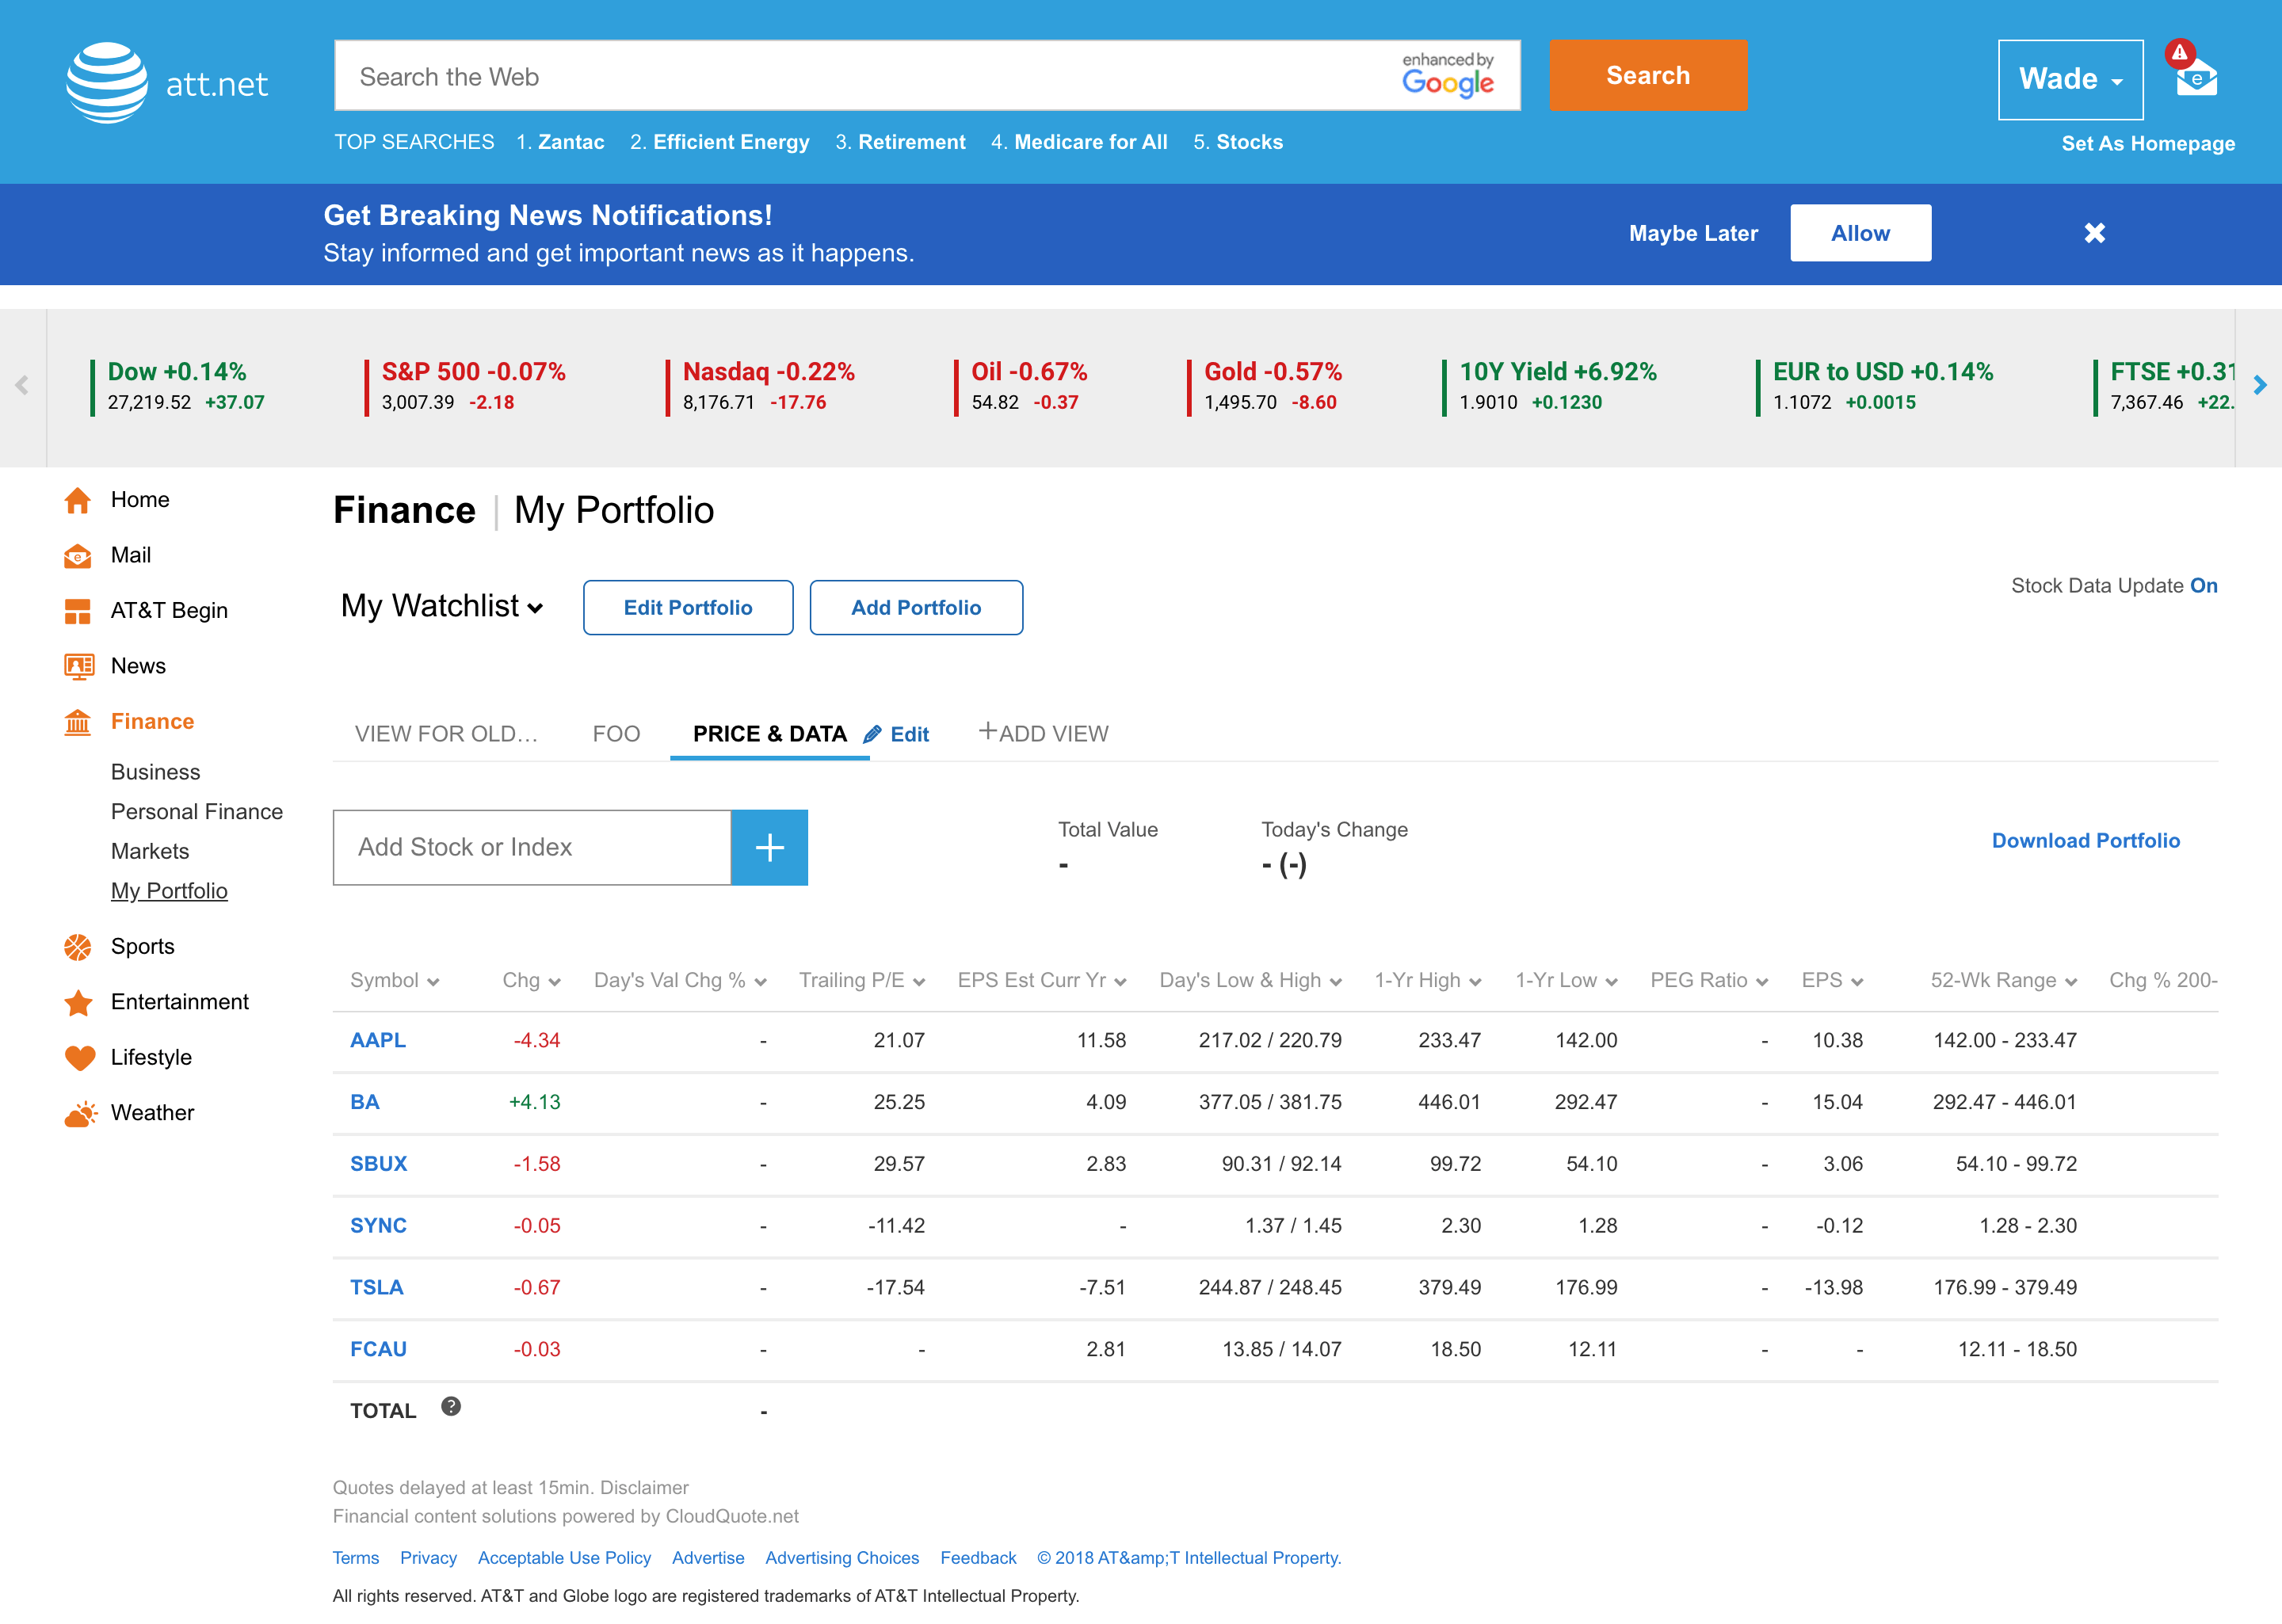 att.net
Search the Web
enhanced by
Google
Search
Wade
TOP SEARCHES 1. Zantac 2. Efficient Energy 3. Retirement 4. Medicare for All 5. Stocks
Set As Homepage
Get Breaking News Notifications!
Stay informed and get important news as it happens.
Maybe Later
Allow
Dow +0.14%
27,219.52 +37.07
S&P 500 -0.07%
3,007.39 -2.18
Nasdaq -0.22%
8,176.71 -17.76
Oil -0.67%
54.82 -0.37
Gold -0.57%
1,495.70 -8.60
10Y Yield +6.92%
1.9010 +0.1230
EUR to USD +0.14%
1.1072 +0.0015
FTSE +0.31
7,367.46 +22.
Home
Mail
AT&T Begin
News
Finance
Business
Personal Finance
Markets
My Portfolio
Sports
Entertainment
Lifestyle
Weather
Finance | My Portfolio
My Watchlist
Edit Portfolio
Add Portfolio
Stock Data Update On
VIEW FOR OLD... FOO PRICE & DATA Edit +ADD VIEW
Add Stock or Index
+
Total Value
-
Today's Change
- (-)
Download Portfolio
Symbol Chg Day's Val Chg % Trailing P/E EPS Est Curr Yr Day's Low & High 1-Yr High 1-Yr Low PEG Ratio EPS 52-Wk Range Chg % 200-
AAPL -4.34 - 21.07 11.58 217.02 / 220.79 233.47 142.00 - 10.38 142.00 - 233.47
BA +4.13 - 25.25 4.09 377.05 / 381.75 446.01 292.47 - 15.04 292.47 - 446.01
SBUX -1.58 - 29.57 2.83 90.31 / 92.14 99.72 54.10 - 3.06 54.10 - 99.72
SYNC -0.05 - -11.42 - 1.37 / 1.45 2.30 1.28 - -0.12 1.28 - 2.30
TSLA -0.67 - -17.54 -7.51 244.87 / 248.45 379.49 176.99 - -13.98 176.99 - 379.49
FCAU -0.03 - - 2.81 13.85 / 14.07 18.50 12.11 - - 12.11 - 18.50
TOTAL ? -
Quotes delayed at least 15min. Disclaimer
Financial content solutions powered by CloudQuote.net
Terms Privacy Acceptable Use Policy Advertise Advertising Choices Feedback © 2018 AT&amp;T Intellectual Property.
All rights reserved. AT&T and Globe logo are registered trademarks of AT&T Intellectual Property.